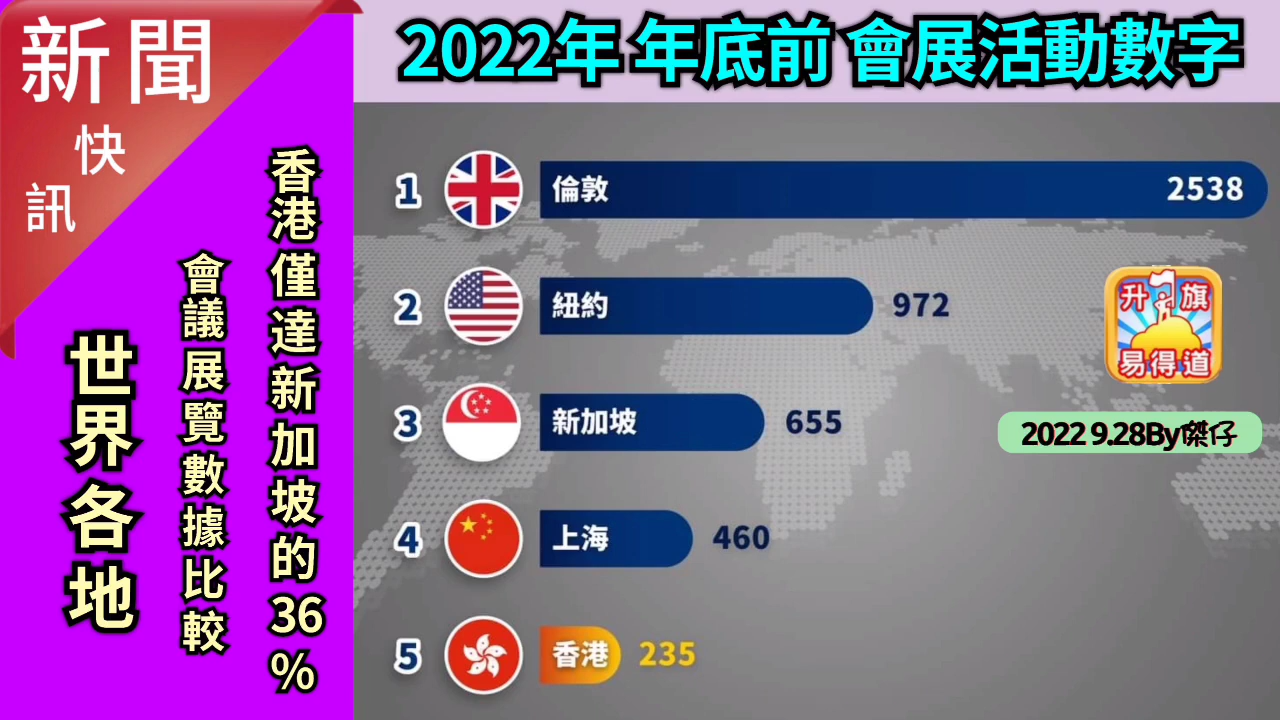 新聞
快
訊
世界各地
會議展覽數據比較
香港僅達新加坡的36%
2022年 年底前 會展活動數字
1 倫敦 2538
2 紐約 972
3 新加坡 655
4 上海 460
5 香港 235
升旗
易得道
2022 9.28By傑仔